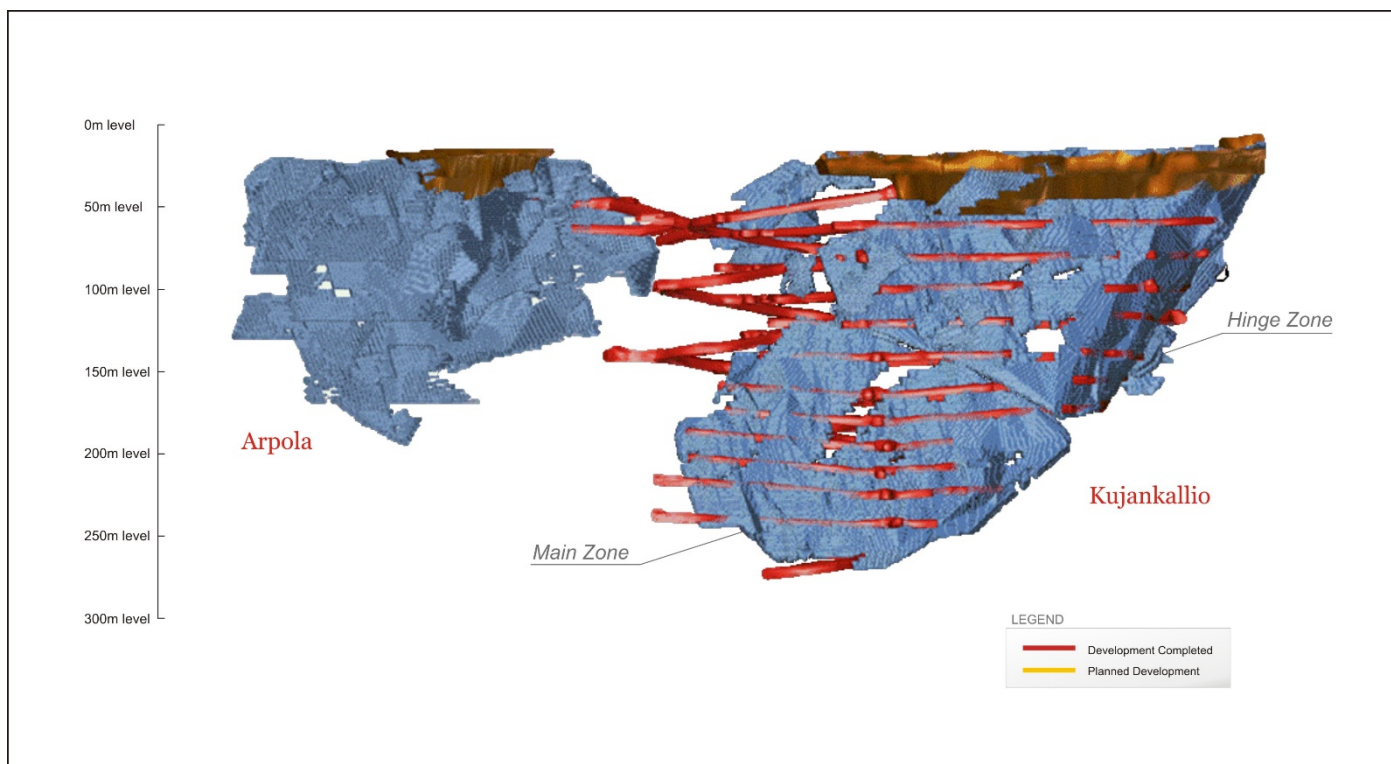 0m level
50m level
100m level
150m level
200m level
250m level
300m level
Hinge Zone
Arpola
Kujankallio
Main Zone
LEGEND
Development Completed
Planned Development